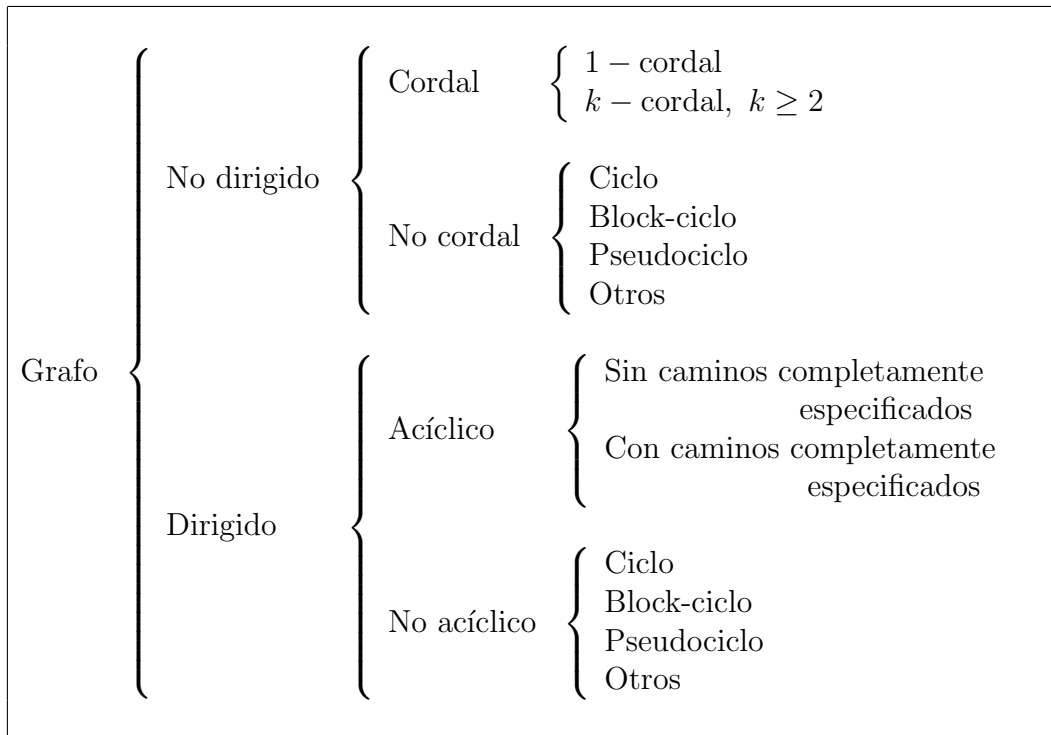 Grafo
No dirigido
Cordal
1 – cordal
k – cordal, k ≥ 2
No cordal
Ciclo
Block-ciclo
Pseudociclo
Otros
Dirigido
Acíclico
Sin caminos completamente
especificados
Con caminos completamente
especificados
No acíclico
Ciclo
Block-ciclo
Pseudociclo
Otros